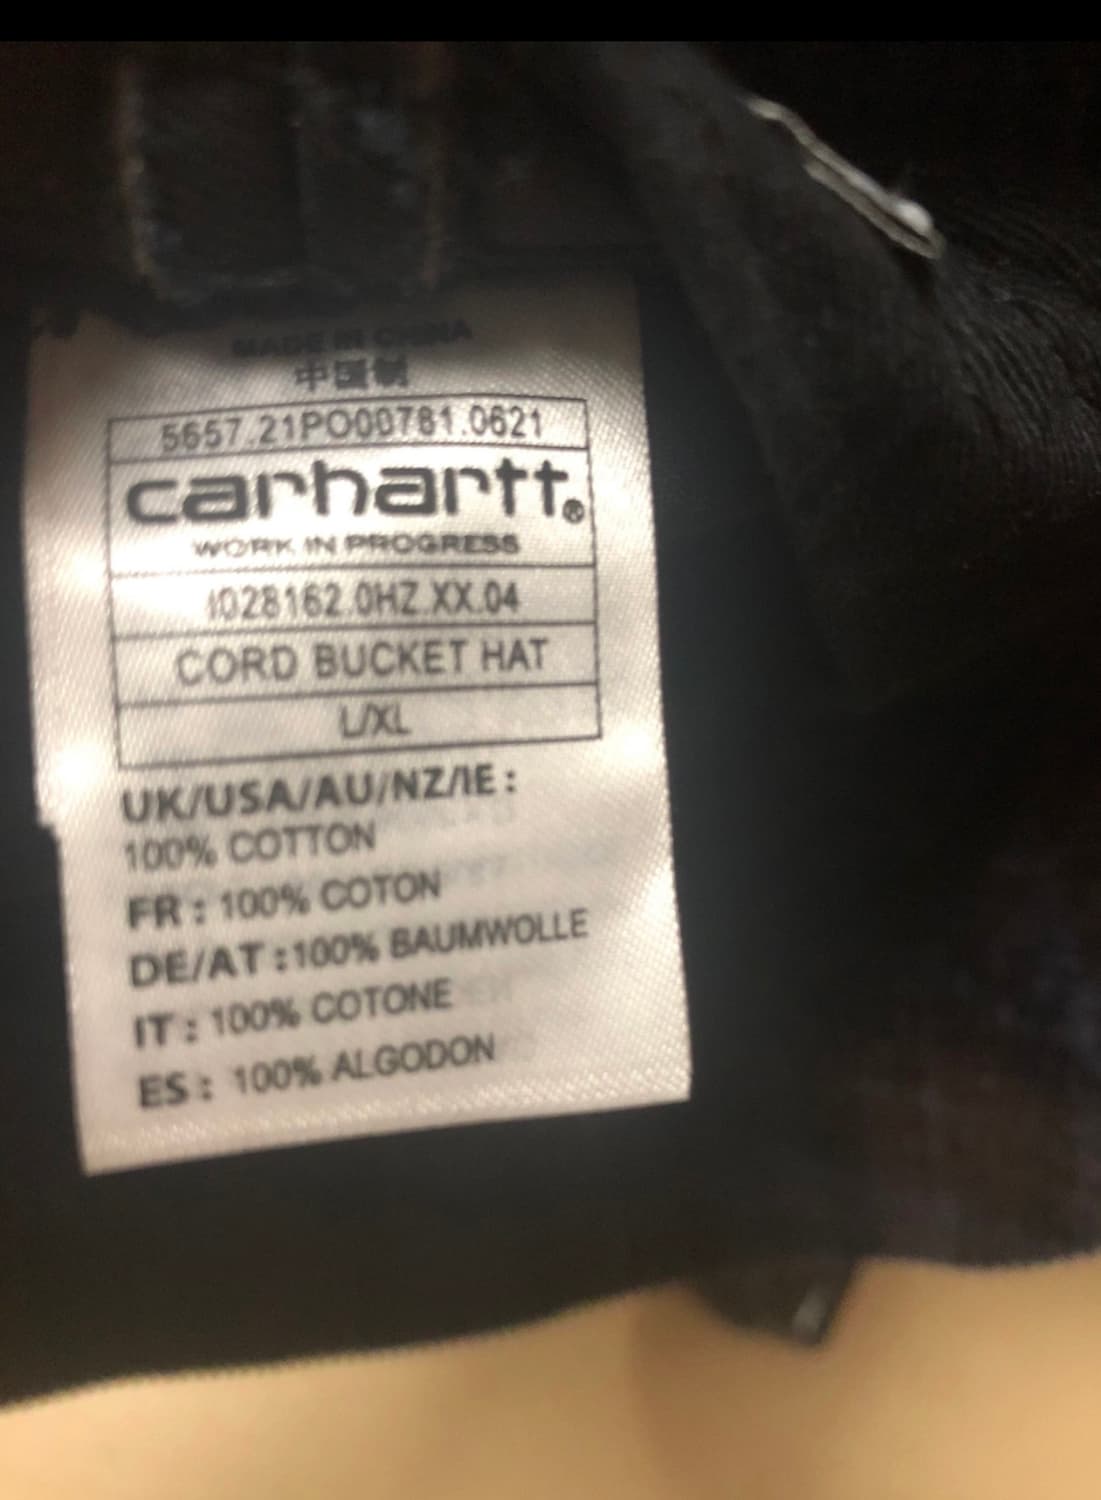 MADE IN CHINA
中國制
5657.21PO00781.0621
carhartt®
WORK IN PROGRESS
I028162.0HZ.XX.04
CORD BUCKET HAT
L/XL
UK/USA/AU/NZ/IE :
100% COTTON
FR : 100% COTON
DE/AT :100% BAUMWOLLE
IT : 100% COTONE
ES : 100% ALGODON